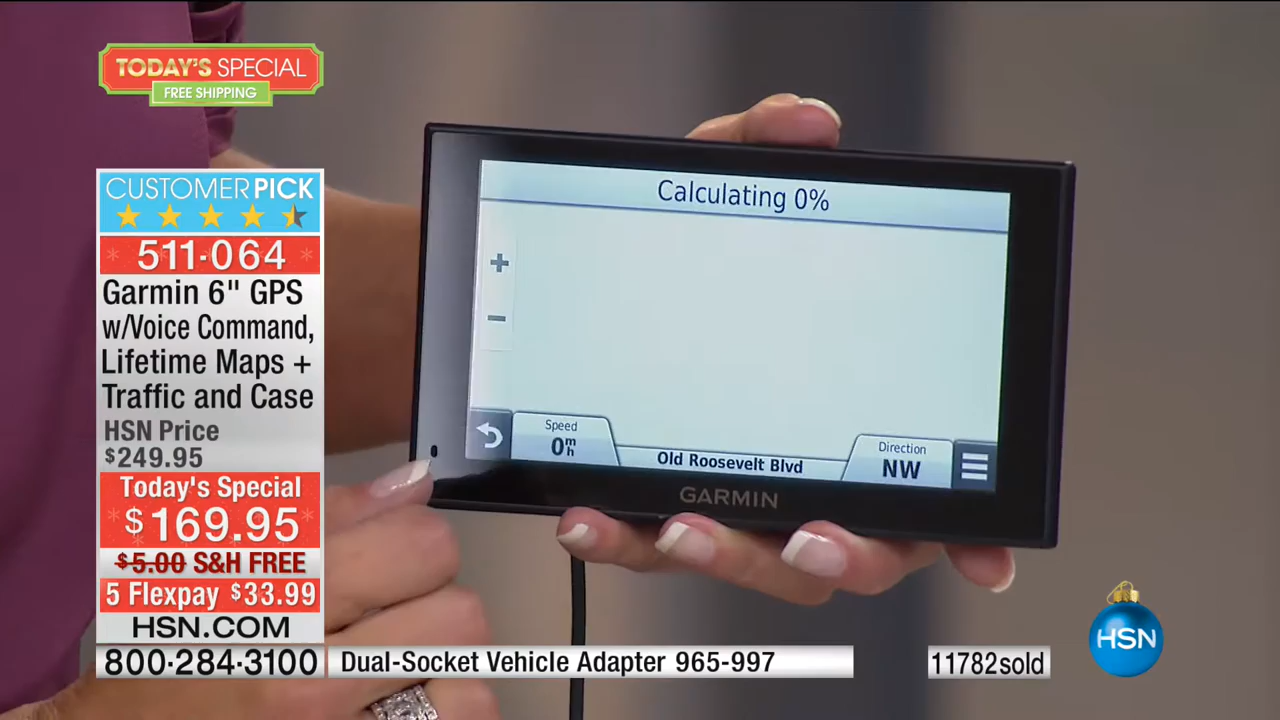 TODAY'S SPECIAL
FREE SHIPPING
CUSTOMER PICK
511·064
Garmin 6" GPS
w/Voice Command,
Lifetime Maps +
Traffic and Case
HSN Price
$249.95
Today's Special
$169.95
$5.00 S&H FREE
5 Flexpay $33.99
HSN.COM
800·284·3100
Dual-Socket Vehicle Adapter 965-997
11782sold
HSN
Calculating 0%
+
-
Speed
0 mh
Old Roosevelt Blvd
Direction
NW
GARMIN